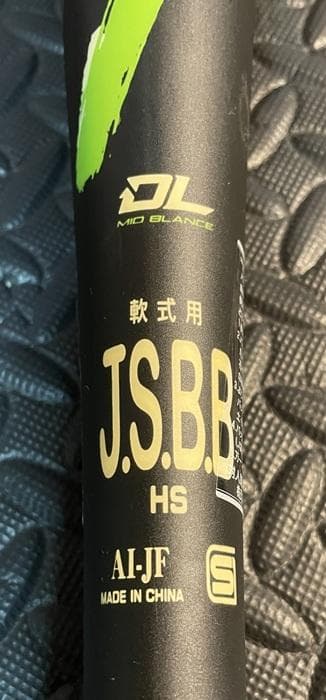 DL
MID BLANCE
軟式用
J.S.B.B
HS
AI-JF
MADE IN CHINA
S